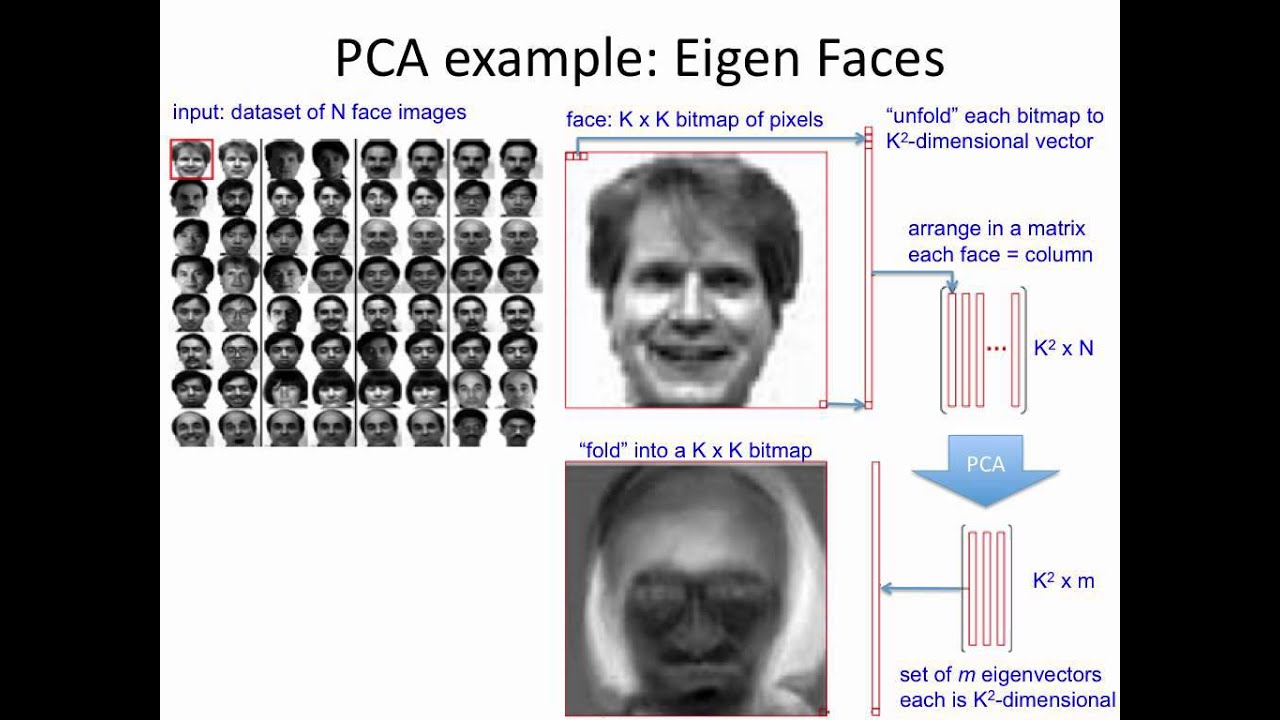 PCA example: Eigen Faces
input: dataset of N face images
face: K x K bitmap of pixels
“unfold” each bitmap to
K²-dimensional vector
arrange in a matrix
each face = column
...
K² x N
PCA
“fold” into a K x K bitmap
K² x m
set of m eigenvectors
each is K²-dimensional